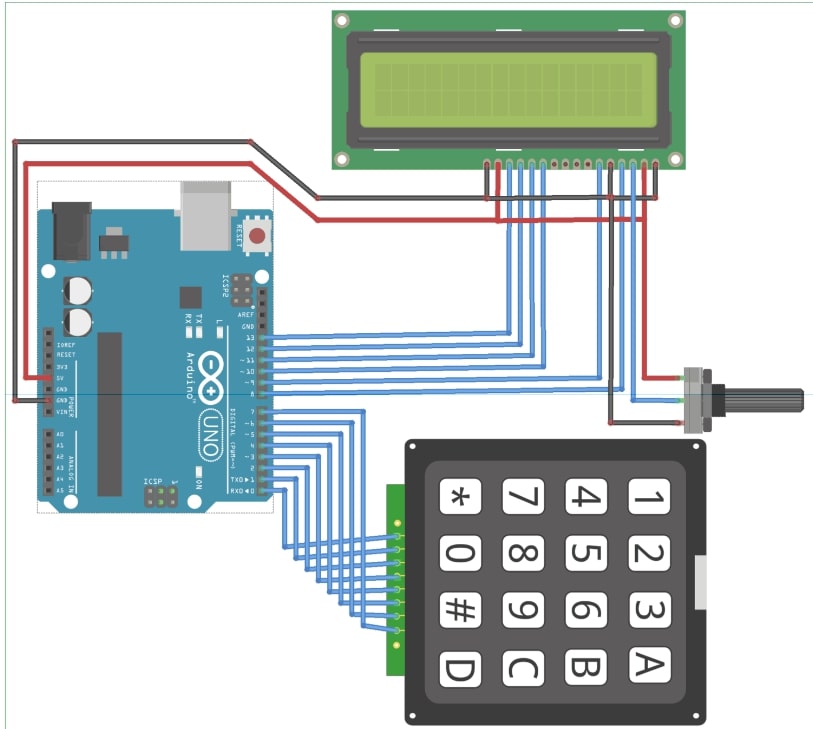 RESET
ICSP2
AREF
GND
13
12
~11
~10
~9
8
7
~6
~5
4
~3
2
TXD►1
RXD◄0
DIGITAL (PWM~)
L
TX
RX
Arduino
UNO
ON
ICSP
IOREF
RESET
3V3
5V
GND
GND
VIN
POWER
A0
A1
A2
A3
A4
A5
ANALOG IN
* 7 4 1
0 8 5 2
# 9 6 3
D C B A